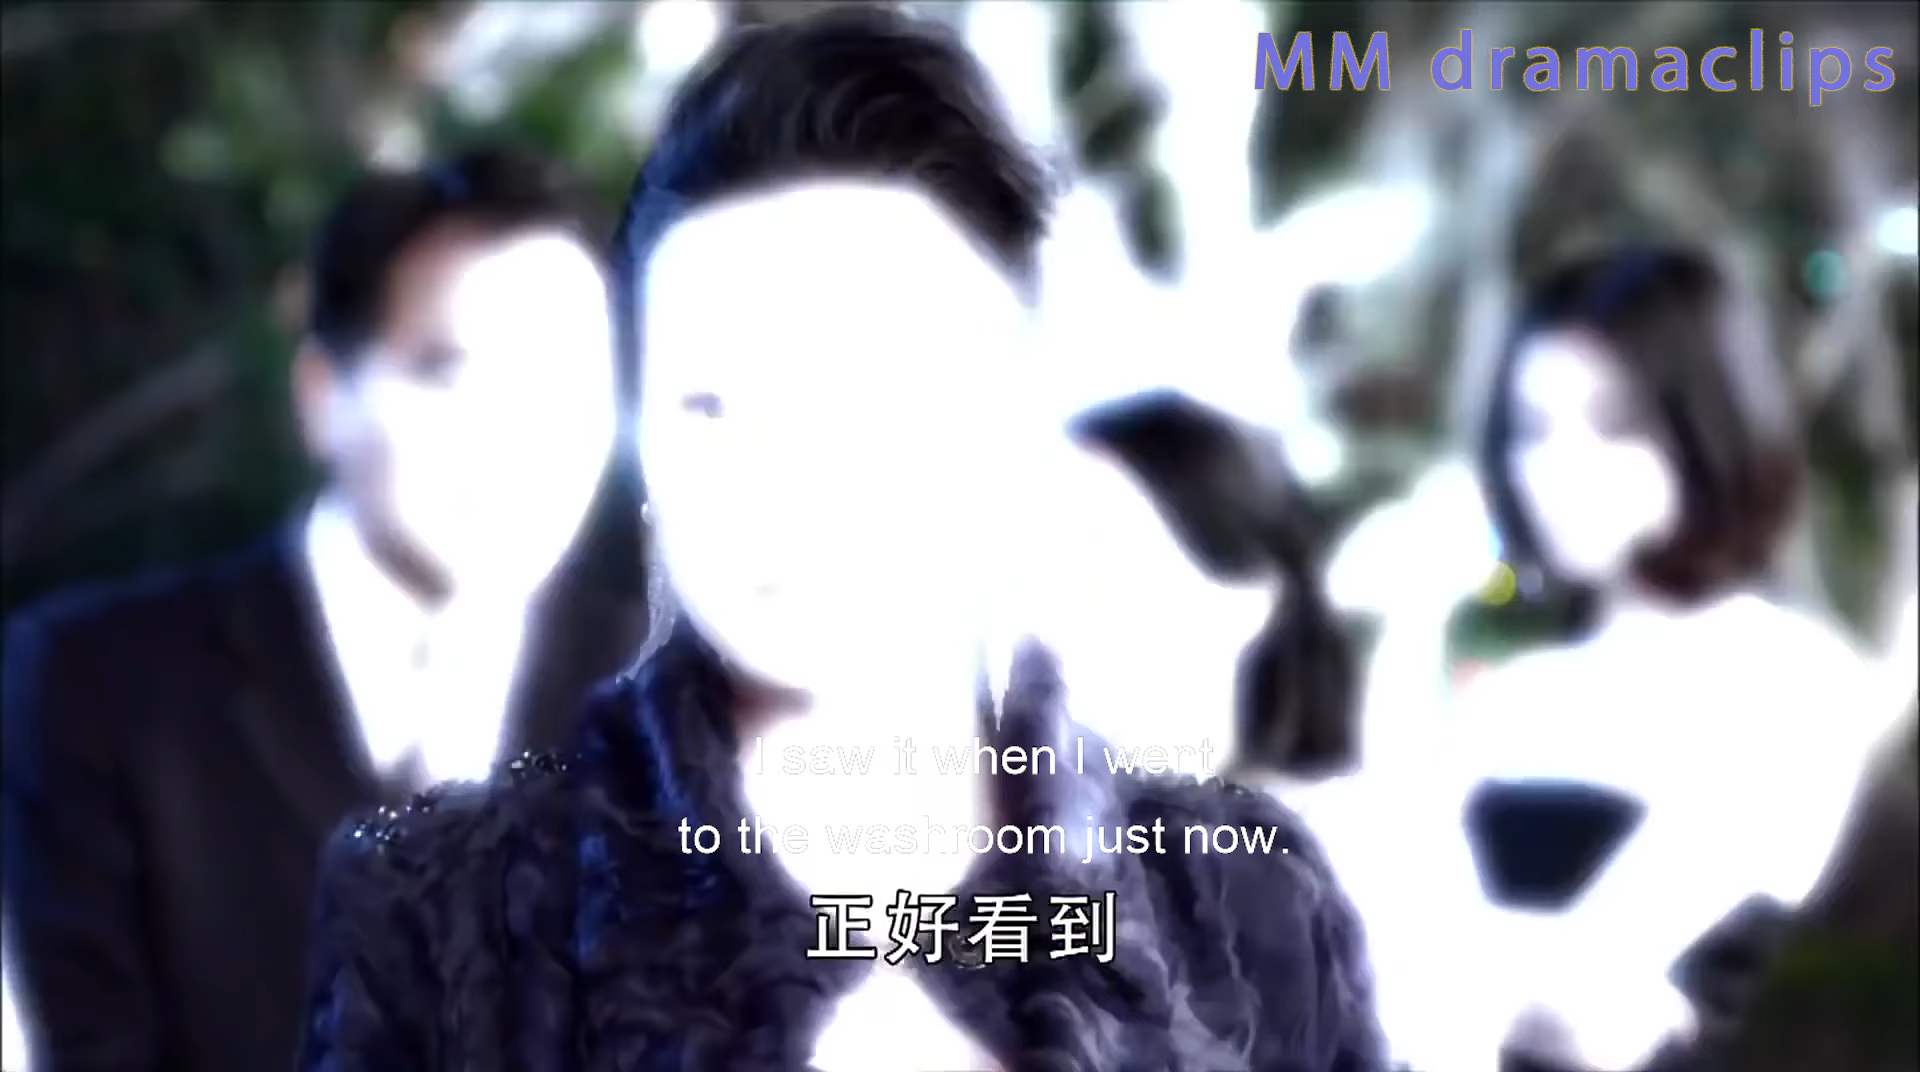 MM dramaclips
I saw it when I went
to the washroom just now.
正好看到